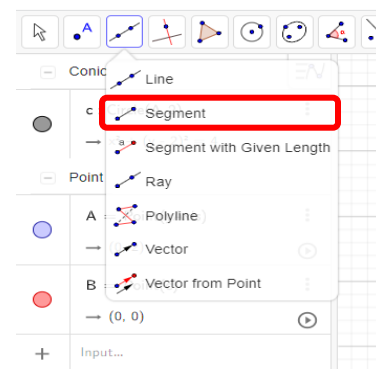 A
α
Conic
Line
c
Segment
a
Segment with Given Length
Point
Ray
A
Polyline
Vector
B
Vector from Point
→ (0, 0)
+ Input...